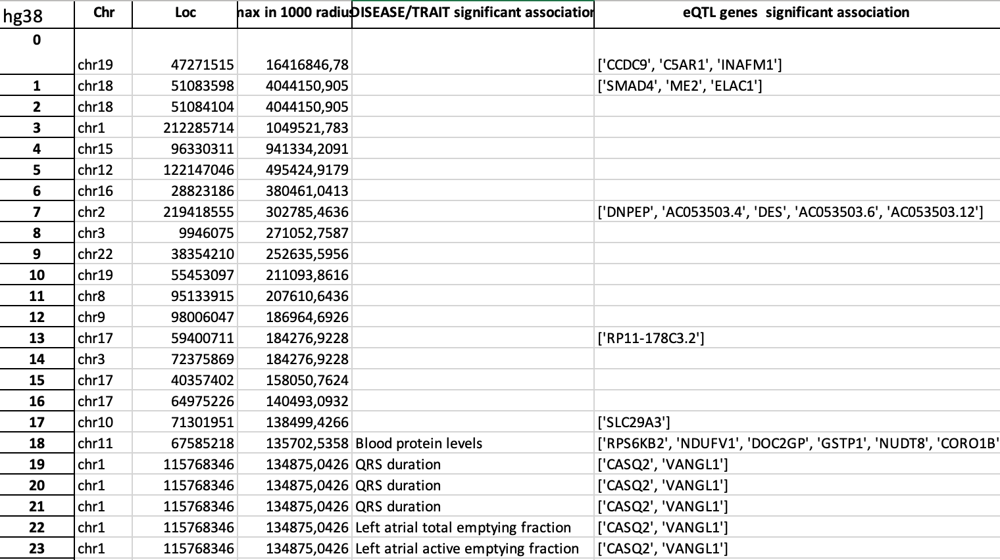 hg38 Chr Loc max in 1000 radius DISEASE/TRAIT significant association eQTL genes significant association
0 chr19 47271515 16416846,78 ['CCDC9', 'C5AR1', 'INAFM1']
1 chr18 51083598 4044150,905 ['SMAD4', 'ME2', 'ELAC1']
2 chr18 51084104 4044150,905
3 chr1 212285714 1049521,783
4 chr15 96330311 941334,2091
5 chr12 122147046 495424,9179
6 chr16 28823186 380461,0413
7 chr2 219418555 302785,4636 ['DNPEP', 'AC053503.4', 'DES', 'AC053503.6', 'AC053503.12']
8 chr3 9946075 271052,7587
9 chr22 38354210 252635,5956
10 chr19 55453097 211093,8616
11 chr8 95133915 207610,6436
12 chr9 98006047 186964,6926
13 chr17 59400711 184276,9228 ['RP11-178C3.2']
14 chr3 72375869 184276,9228
15 chr17 40357402 158050,7624
16 chr17 64975226 140493,0932
17 chr10 71301951 138499,4266 ['SLC29A3']
18 chr11 67585218 135702,5358 Blood protein levels ['RPS6KB2', 'NDUFV1', 'DOC2GP', 'GSTP1', 'NUDT8', 'CORO1B'
19 chr1 115768346 134875,0426 QRS duration ['CASQ2', 'VANGL1']
20 chr1 115768346 134875,0426 QRS duration ['CASQ2', 'VANGL1']
21 chr1 115768346 134875,0426 QRS duration ['CASQ2', 'VANGL1']
22 chr1 115768346 134875,0426 Left atrial total emptying fraction ['CASQ2', 'VANGL1']
23 chr1 115768346 134875,0426 Left atrial active emptying fraction ['CASQ2', 'VANGL1']